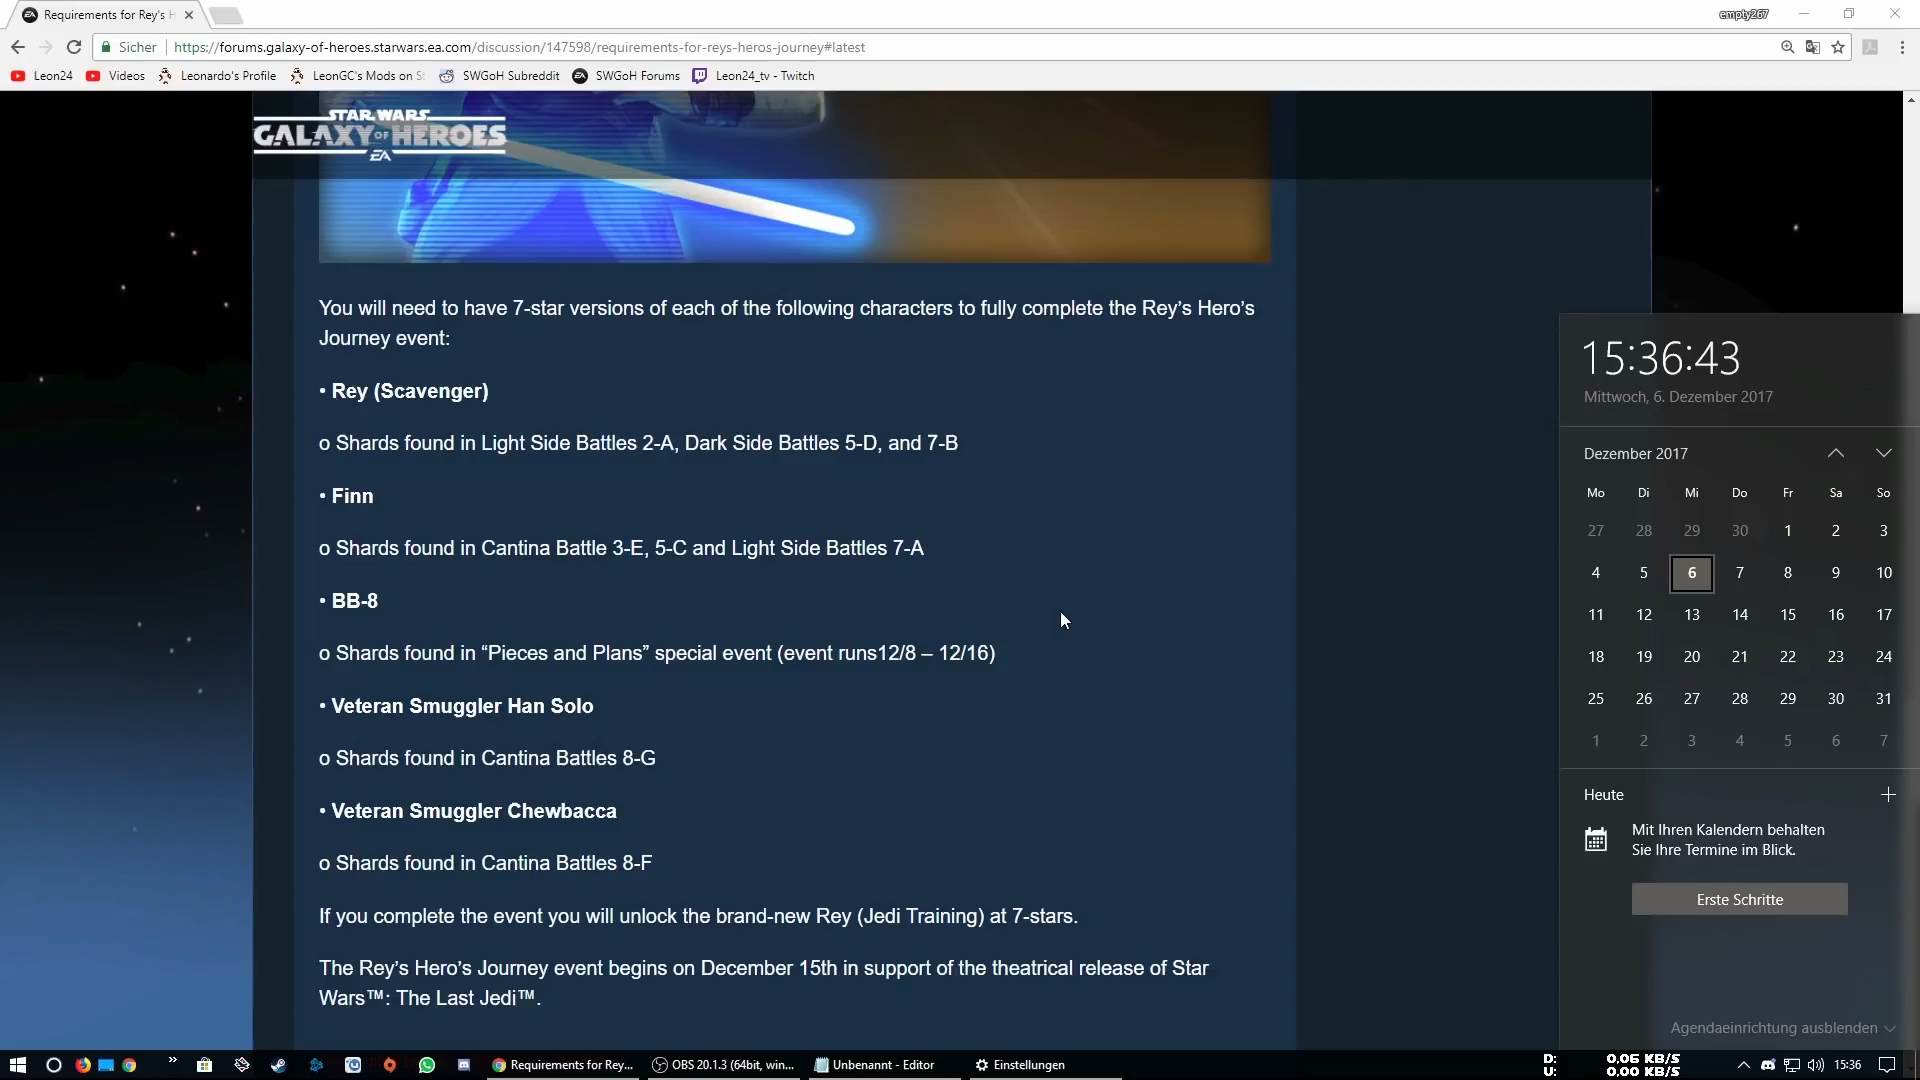 Requirements for Rey's H
empty267
Sicher
https://forums.galaxy-of-heroes.starwars.ea.com/discussion/147598/requirements-for-reys-heros-journey#latest
Leon24
Videos
Leonardo's Profile
LeonGC's Mods on St
SWGoH Subreddit
SWGoH Forums
Leon24_tv - Twitch
STAR WARS
GALAXY OF HEROES
EA
You will need to have 7-star versions of each of the following characters to fully complete the Rey’s Hero’s
Journey event:
• Rey (Scavenger)
o Shards found in Light Side Battles 2-A, Dark Side Battles 5-D, and 7-B
• Finn
o Shards found in Cantina Battle 3-E, 5-C and Light Side Battles 7-A
• BB-8
o Shards found in “Pieces and Plans” special event (event runs12/8 – 12/16)
• Veteran Smuggler Han Solo
o Shards found in Cantina Battles 8-G
• Veteran Smuggler Chewbacca
o Shards found in Cantina Battles 8-F
If you complete the event you will unlock the brand-new Rey (Jedi Training) at 7-stars.
The Rey’s Hero’s Journey event begins on December 15th in support of the theatrical release of Star
Wars™: The Last Jedi™.
15:36:43
Mittwoch, 6. Dezember 2017
Dezember 2017
Mo Di Mi Do Fr Sa So
27 28 29 30 1 2 3
4 5 6 7 8 9 10
11 12 13 14 15 16 17
18 19 20 21 22 23 24
25 26 27 28 29 30 31
1 2 3 4 5 6 7
Heute
Mit Ihren Kalendern behalten
Sie Ihre Termine im Blick.
Erste Schritte
Agendaeinrichtung ausblenden
Requirements for Rey...
OBS 20.1.3 (64bit, win...
Unbenannt - Editor
Einstellungen
D: 0,06 KB/S
U: 0,00 KB/S
15:36